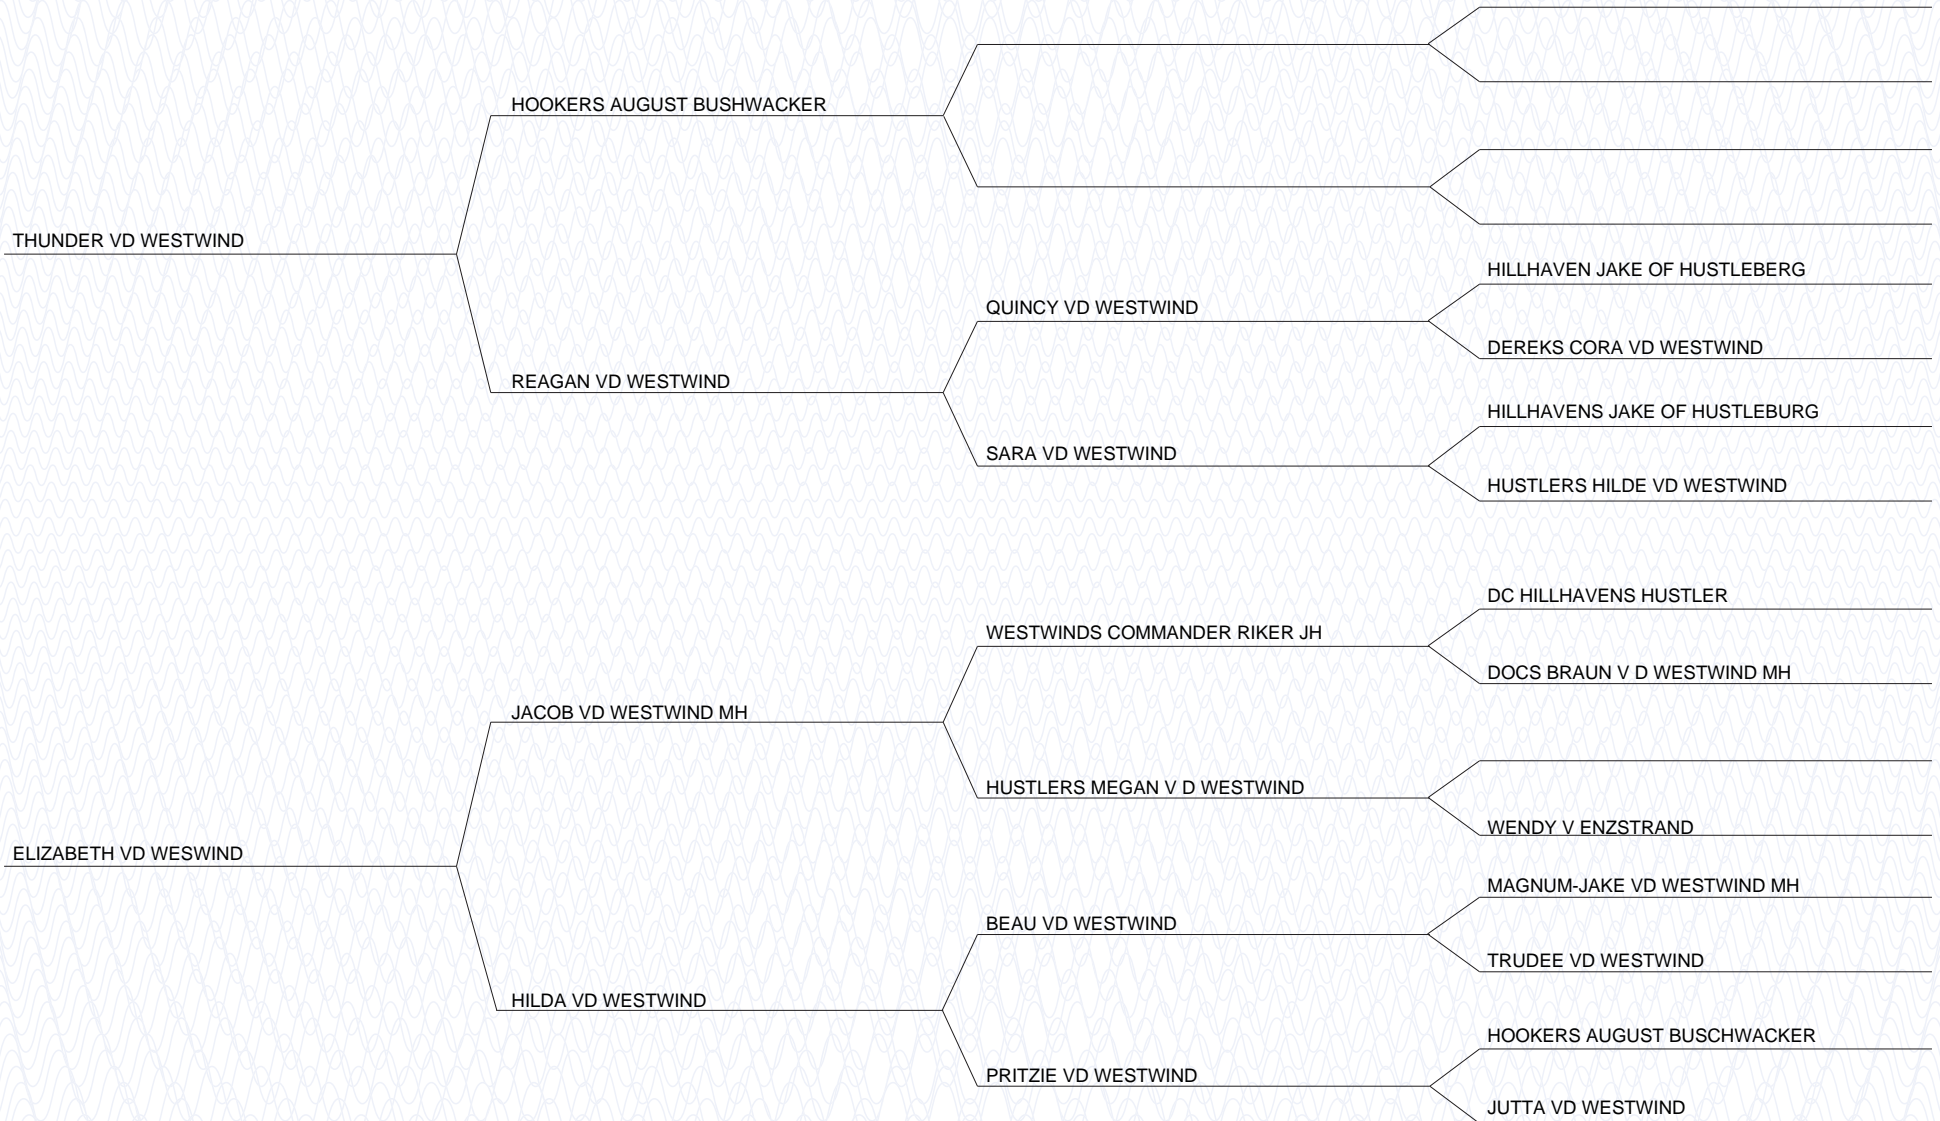 HOOKERS AUGUST BUSHWACKER
THUNDER VD WESTWIND
HILLHAVEN JAKE OF HUSTLEBERG
QUINCY VD WESTWIND
DEREKS CORA VD WESTWIND
REAGAN VD WESTWIND
HILLHAVENS JAKE OF HUSTLEBURG
SARA VD WESTWIND
HUSTLERS HILDE VD WESTWIND
DC HILLHAVENS HUSTLER
WESTWINDS COMMANDER RIKER JH
DOCS BRAUN V D WESTWIND MH
JACOB VD WESTWIND MH
HUSTLERS MEGAN V D WESTWIND
WENDY V ENZSTRAND
ELIZABETH VD WESWIND
MAGNUM-JAKE VD WESTWIND MH
BEAU VD WESTWIND
TRUDEE VD WESTWIND
HILDA VD WESTWIND
HOOKERS AUGUST BUSCHWACKER
PRITZIE VD WESTWIND
JUTTA VD WESTWIND